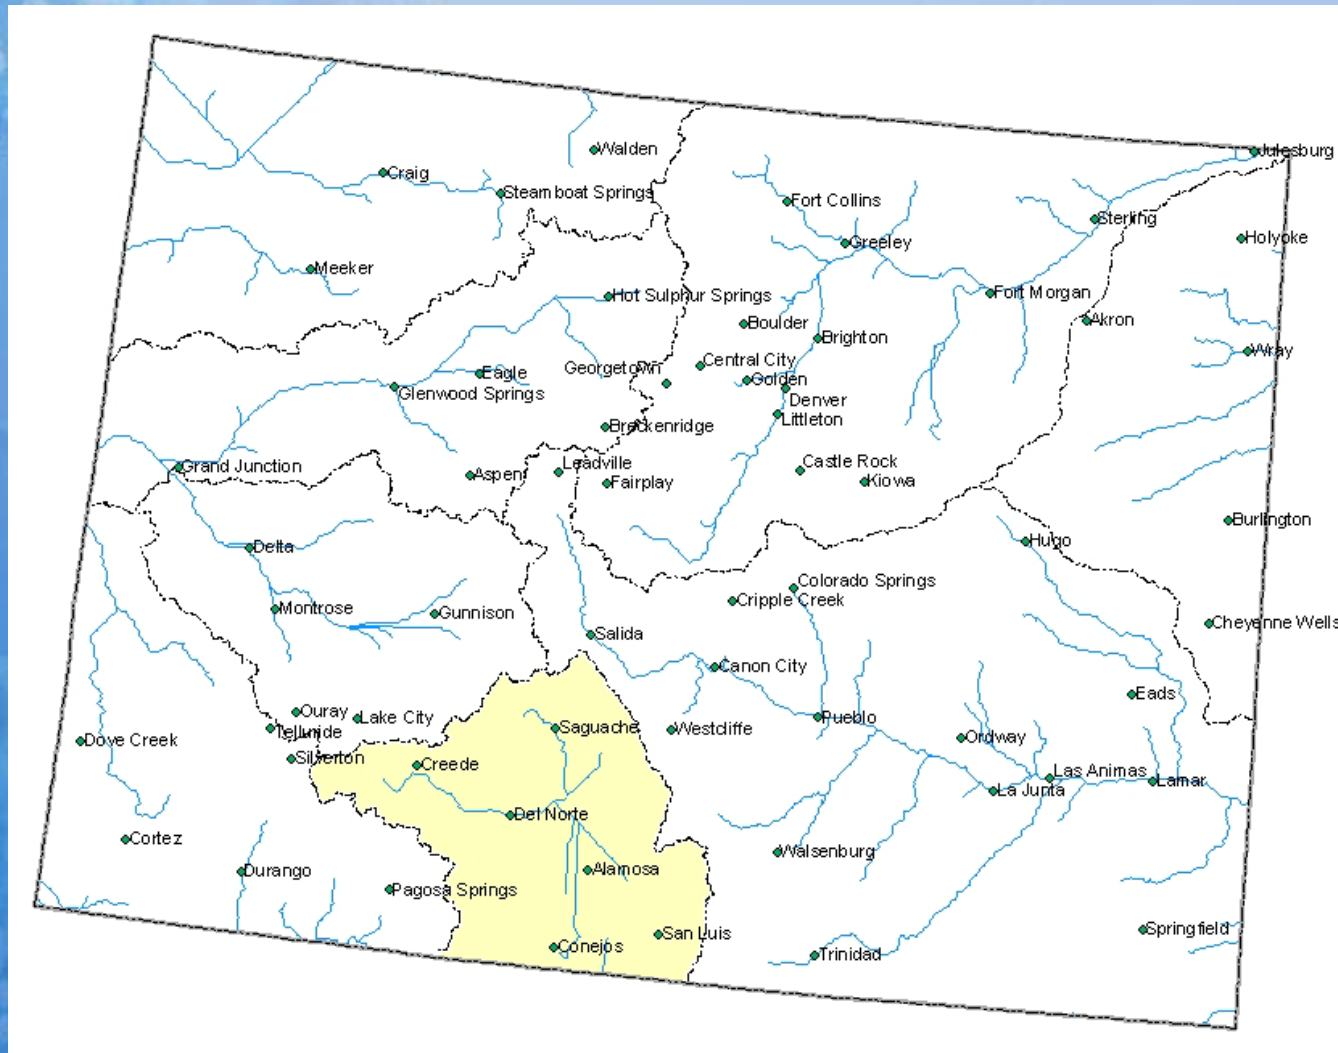 Julesburg
Walden
Craig
Steamboat Springs
Fort Collins
Sterling
Holyoke
Greeley
Meeker
Hot Sulphur Springs
Fort Morgan
Boulder
Akron
Brighton
Wray
Central City
Georgetown
Eagle
Golden
Glenwood Springs
Denver
Littleton
Breckenridge
Castle Rock
Leadville
Grand Junction
Aspen
Fairplay
Kiowa
Burlington
Hugo
Delta
Colorado Springs
Cripple Creek
Montrose
Gunnison
Cheyenne Wells
Salida
Canon City
Eads
Ouray
Lake City
Pueblo
Saguache
Westcliffe
Telluride
Ordway
Dove Creek
Silverton
Creede
Las Animas
Lamar
La Junta
Del Norte
Cortez
Walsenburg
Durango
Alamosa
Pagosa Springs
Springfield
San Luis
Conejos
Trinidad